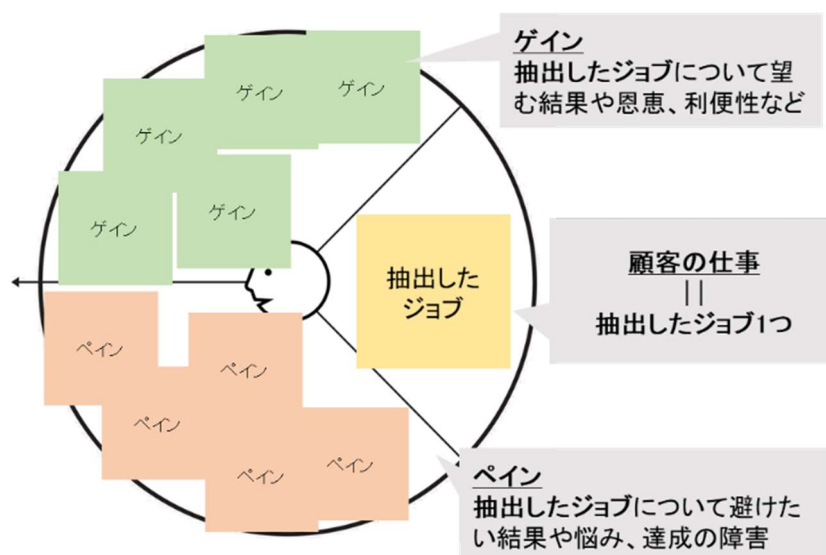 ゲイン
ゲイン
ゲイン
ゲイン
ゲイン
ゲイン
抽出したジョブについて望
む結果や恩恵、利便性など
抽出した
ジョブ
顧客の仕事
||
抽出したジョブ1つ
ペイン
ペイン
ペイン
ペイン
ペイン
ペイン
抽出したジョブについて避けた
い結果や悩み、達成の障害